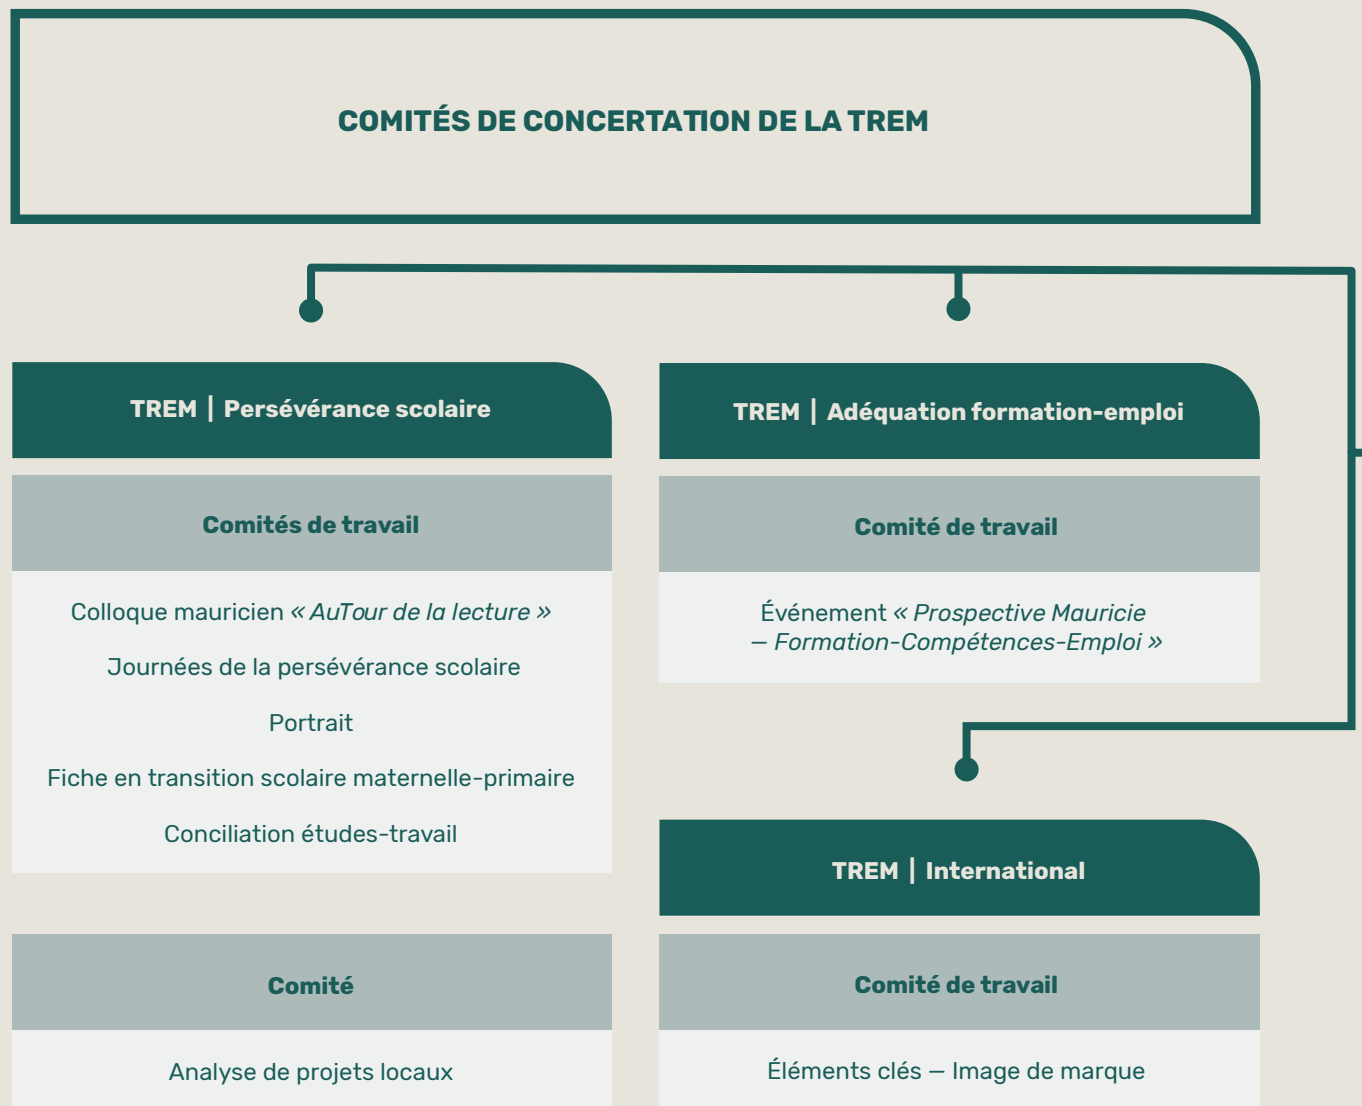 COMITÉS DE CONCERTATION DE LA TREM
TREM | Persévérance scolaire
Comités de travail
Colloque mauricien « AuTour de la lecture »
Journées de la persévérance scolaire
Portrait
Fiche en transition scolaire maternelle-primaire
Conciliation études-travail
Comité
Analyse de projets locaux
TREM | Adéquation formation-emploi
Comité de travail
Événement « Prospective Mauricie
— Formation-Compétences-Emploi »
TREM | International
Comité de travail
Éléments clés — Image de marque